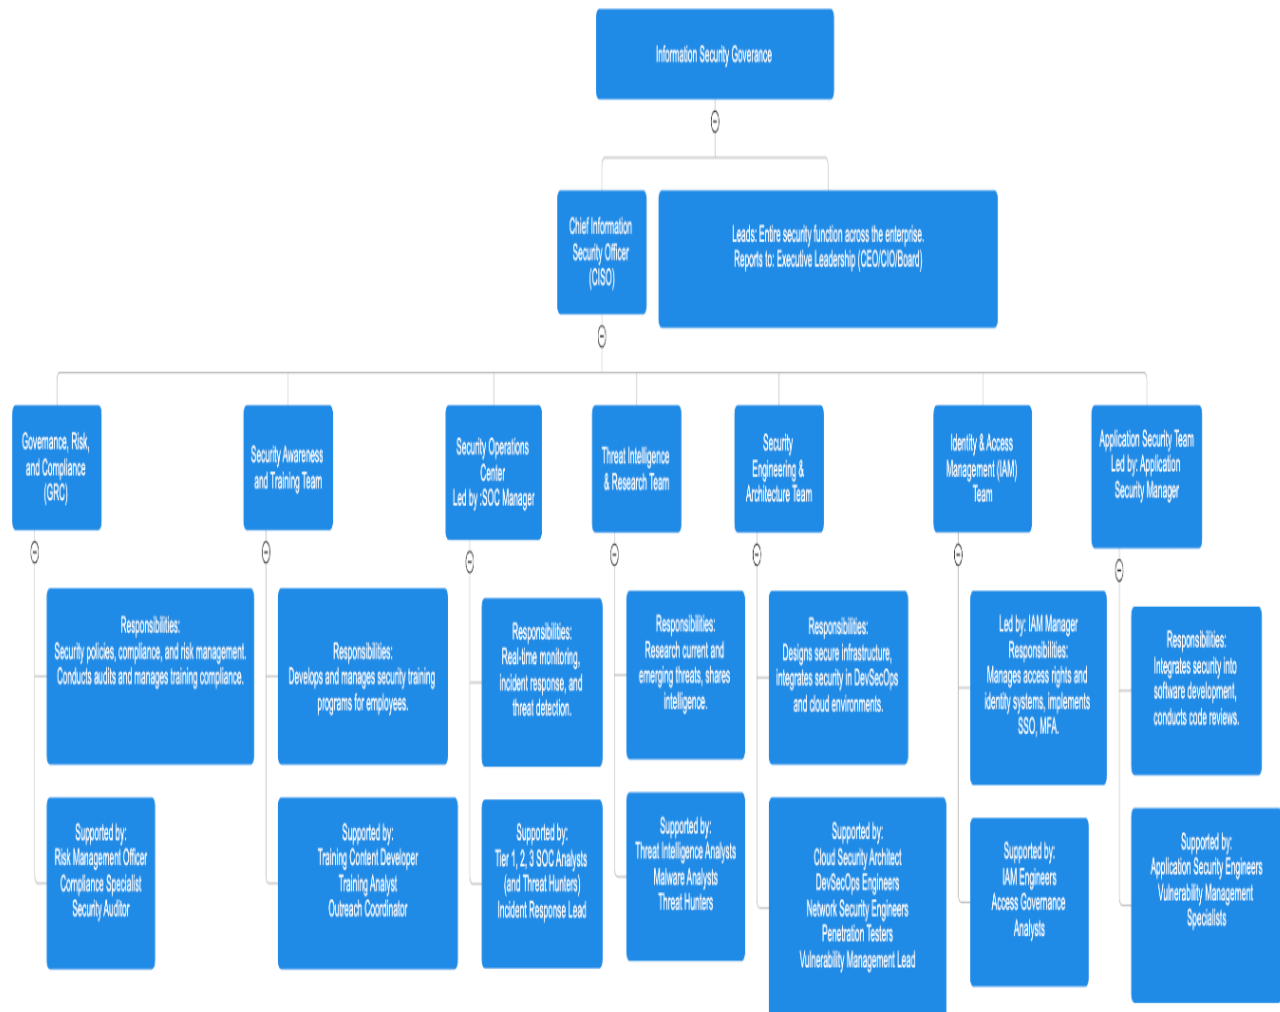 Information Security Goverance
Chief Information
Security Officer
(CISO)
Leads: Entire security function across the enterprise.
Reports to: Executive Leadership (CEO/CIO/Board)
Governance, Risk,
and Compliance
(GRC)
Security Awareness
and Training Team
Security Operations
Center
Led by :SOC Manager
Threat Intelligence
& Research Team
Security
Engineering &
Architecture Team
Identity & Access
Management (IAM)
Team
Application Security Team
Led by: Application
Security Manager
Responsibilities:
Security policies, compliance, and risk management.
Conducts audits and manages training compliance.
Responsibilities:
Develops and manages security training
programs for employees.
Responsibilities:
Real-time monitoring,
incident response, and
threat detection.
Responsibilities:
Research current and
emerging threats, shares
intelligence.
Responsibilities:
Designs secure infrastructure,
integrates security in DevSecOps
and cloud environments.
Led by: IAM Manager
Responsibilities:
Manages access rights and
identity systems, implements
SSO, MFA.
Responsibilities:
Integrates security into
software development,
conducts code reviews.
Supported by:
Risk Management Officer
Compliance Specialist
Security Auditor
Supported by:
Training Content Developer
Training Analyst
Outreach Coordinator
Supported by:
Tier 1, 2, 3 SOC Analysts
(and Threat Hunters)
Incident Response Lead
Supported by:
Threat Intelligence Analysts
Malware Analysts
Threat Hunters
Supported by:
Cloud Security Architect
DevSecOps Engineers
Network Security Engineers
Penetration Testers
Vulnerability Management Lead
Supported by:
IAM Engineers
Access Governance
Analysts
Supported by:
Application Security Engineers
Vulnerability Management
Specialists